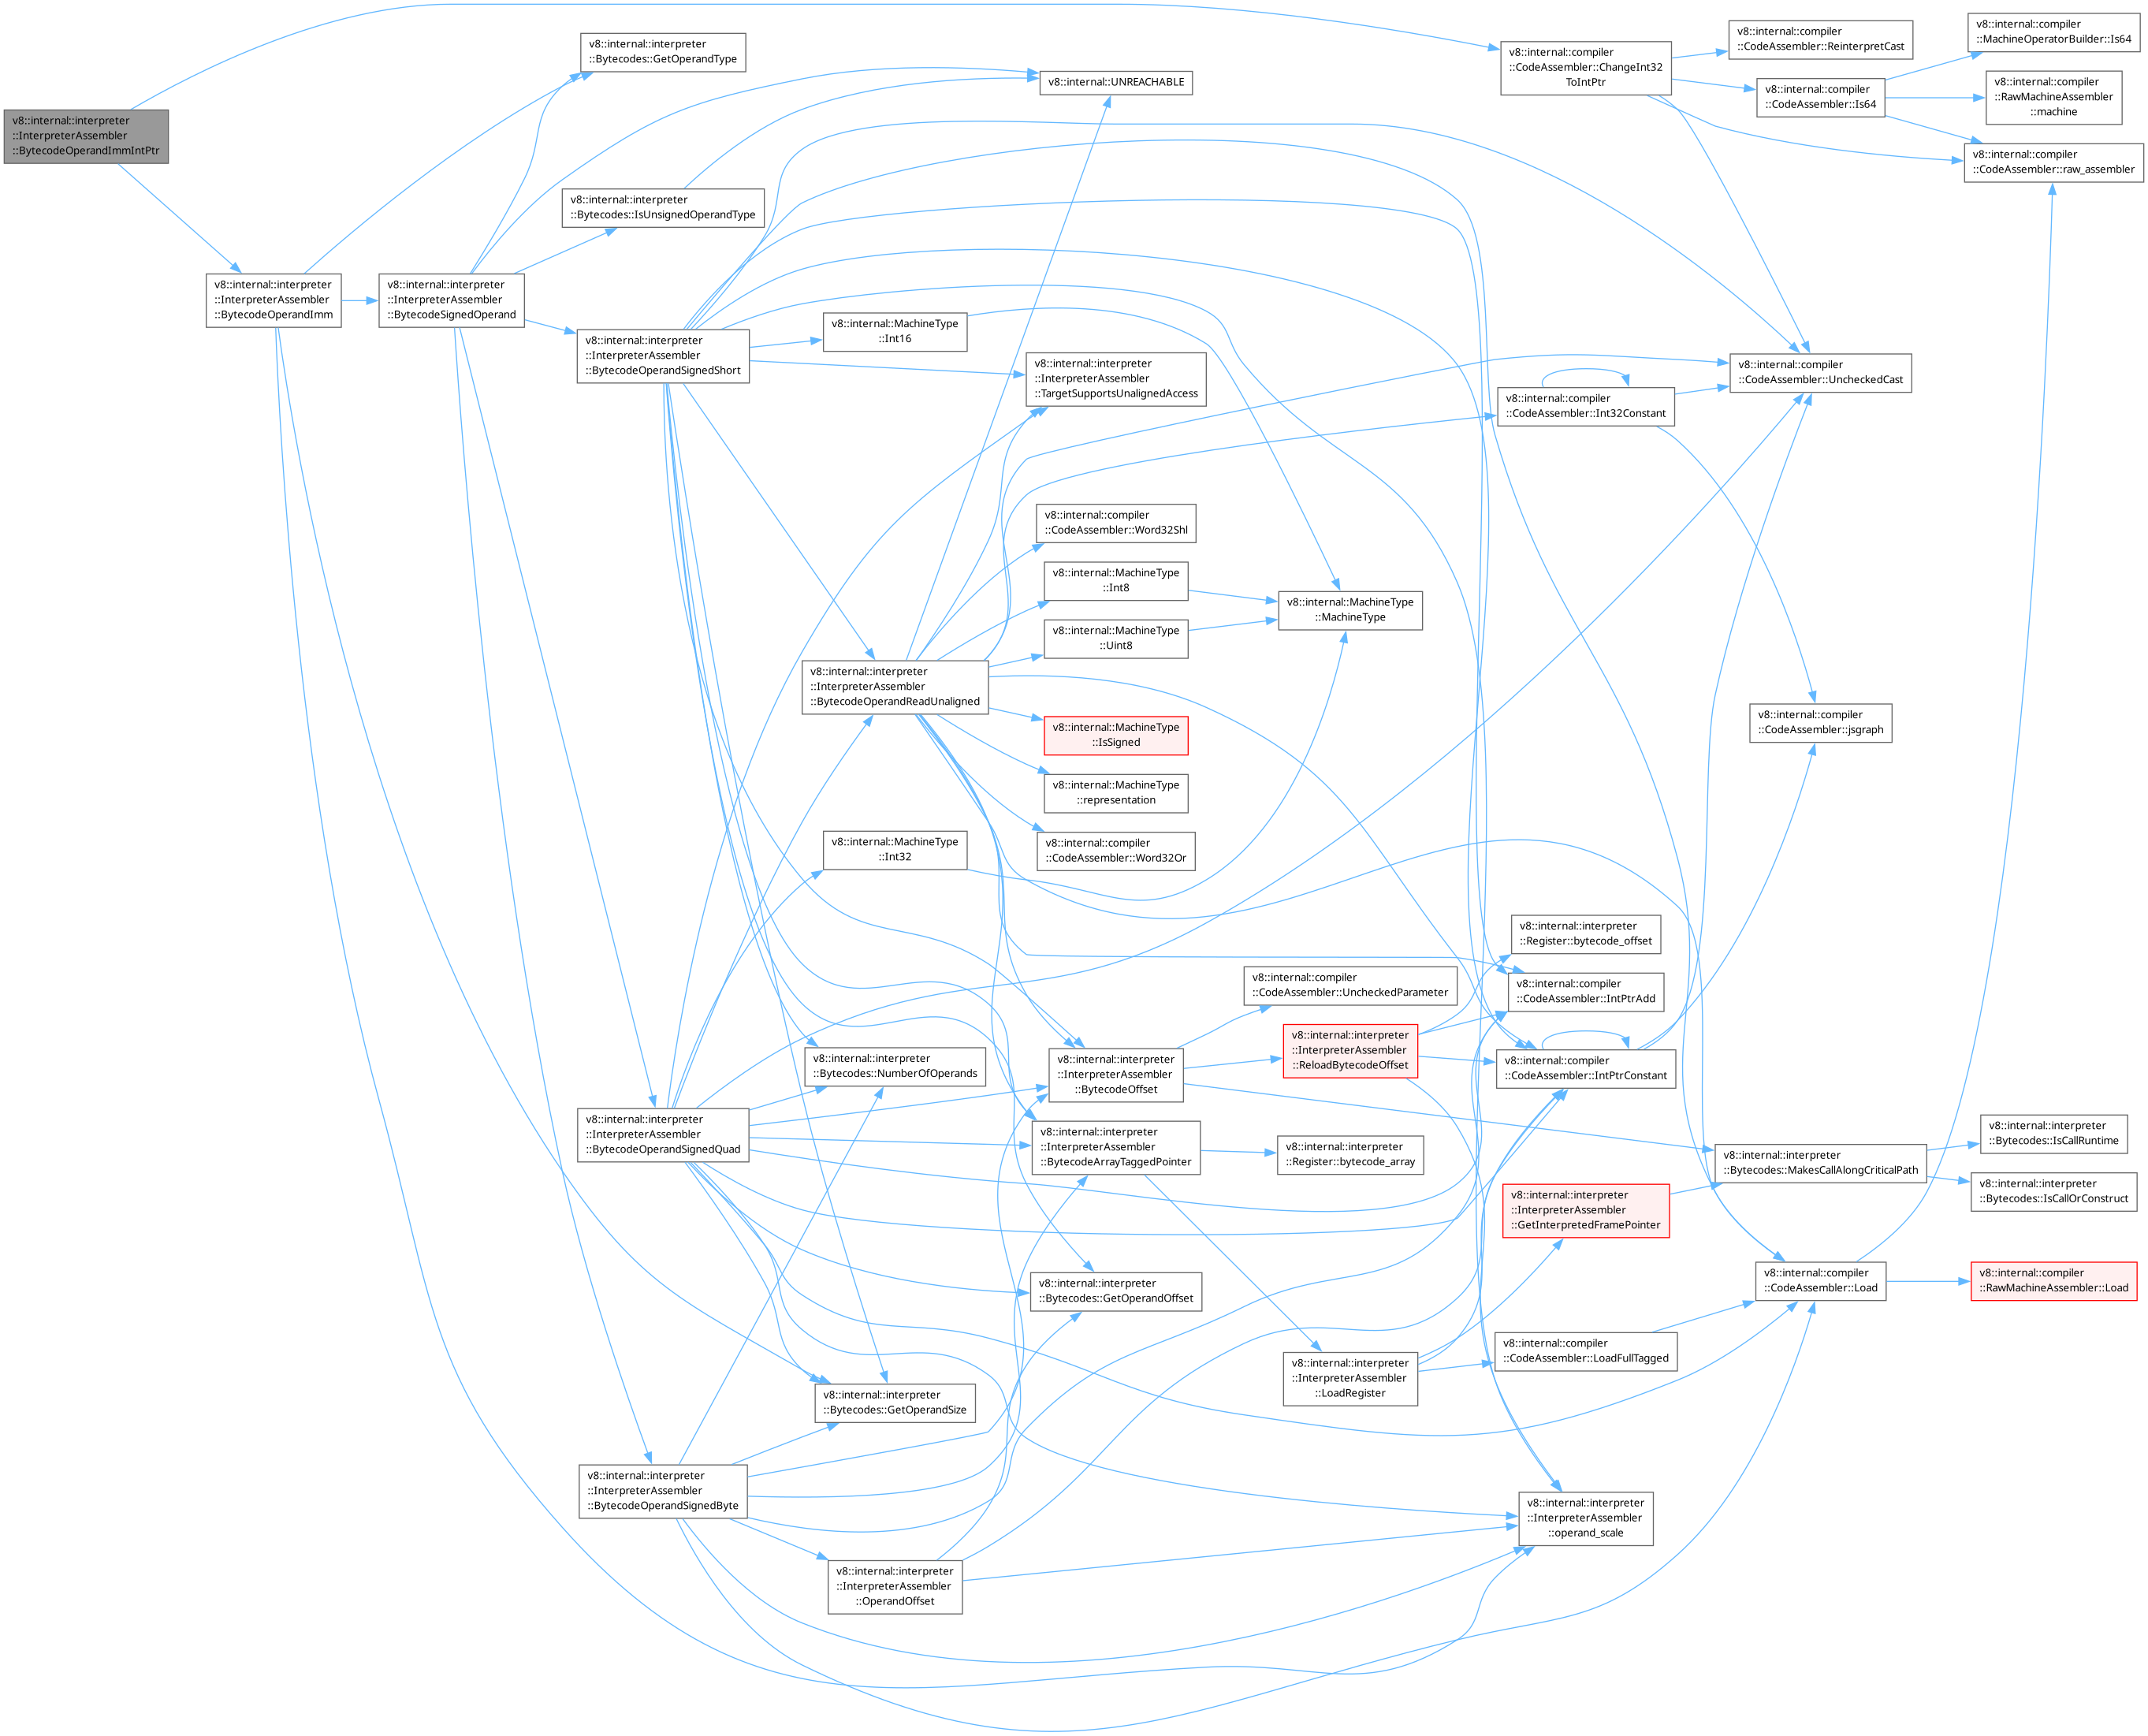 v8::internal::interpreter
::InterpreterAssembler
::BytecodeOperandImmIntPtr
v8::internal::interpreter
::InterpreterAssembler
::BytecodeOperandImm
v8::internal::interpreter
::InterpreterAssembler
::BytecodeSignedOperand
v8::internal::interpreter
::Bytecodes::GetOperandType
v8::internal::interpreter
::Bytecodes::IsUnsignedOperandType
v8::internal::interpreter
::InterpreterAssembler
::BytecodeOperandSignedShort
v8::internal::interpreter
::InterpreterAssembler
::BytecodeOperandSignedQuad
v8::internal::interpreter
::InterpreterAssembler
::BytecodeOperandSignedByte
v8::internal::MachineType
::Int16
v8::internal::interpreter
::InterpreterAssembler
::BytecodeOperandReadUnaligned
v8::internal::MachineType
::Int32
v8::internal::interpreter
::Bytecodes::NumberOfOperands
v8::internal::interpreter
::Bytecodes::GetOperandSize
v8::internal::interpreter
::InterpreterAssembler
::OperandOffset
v8::internal::UNREACHABLE
v8::internal::interpreter
::InterpreterAssembler
::TargetSupportsUnalignedAccess
v8::internal::compiler
::CodeAssembler::Word32Shl
v8::internal::MachineType
::Int8
v8::internal::MachineType
::Uint8
v8::internal::MachineType
::IsSigned
v8::internal::MachineType
::representation
v8::internal::compiler
::CodeAssembler::Word32Or
v8::internal::interpreter
::InterpreterAssembler
::BytecodeOffset
v8::internal::interpreter
::InterpreterAssembler
::BytecodeArrayTaggedPointer
v8::internal::interpreter
::Bytecodes::GetOperandOffset
v8::internal::MachineType
::MachineType
v8::internal::compiler
::CodeAssembler::UncheckedParameter
v8::internal::interpreter
::InterpreterAssembler
::ReloadBytecodeOffset
v8::internal::interpreter
::Register::bytecode_array
v8::internal::interpreter
::InterpreterAssembler
::LoadRegister
v8::internal::compiler
::CodeAssembler::ChangeInt32
ToIntPtr
v8::internal::compiler
::CodeAssembler::Int32Constant
v8::internal::interpreter
::Register::bytecode_offset
v8::internal::compiler
::CodeAssembler::IntPtrAdd
v8::internal::compiler
::CodeAssembler::IntPtrConstant
v8::internal::interpreter
::InterpreterAssembler
::GetInterpretedFramePointer
v8::internal::compiler
::CodeAssembler::LoadFullTagged
v8::internal::interpreter
::InterpreterAssembler
::operand_scale
v8::internal::compiler
::CodeAssembler::ReinterpretCast
v8::internal::compiler
::CodeAssembler::Is64
v8::internal::compiler
::CodeAssembler::UncheckedCast
v8::internal::compiler
::CodeAssembler::jsgraph
v8::internal::interpreter
::Bytecodes::MakesCallAlongCriticalPath
v8::internal::compiler
::CodeAssembler::Load
v8::internal::compiler
::MachineOperatorBuilder::Is64
v8::internal::compiler
::RawMachineAssembler
::machine
v8::internal::compiler
::CodeAssembler::raw_assembler
v8::internal::interpreter
::Bytecodes::IsCallRuntime
v8::internal::interpreter
::Bytecodes::IsCallOrConstruct
v8::internal::compiler
::RawMachineAssembler::Load